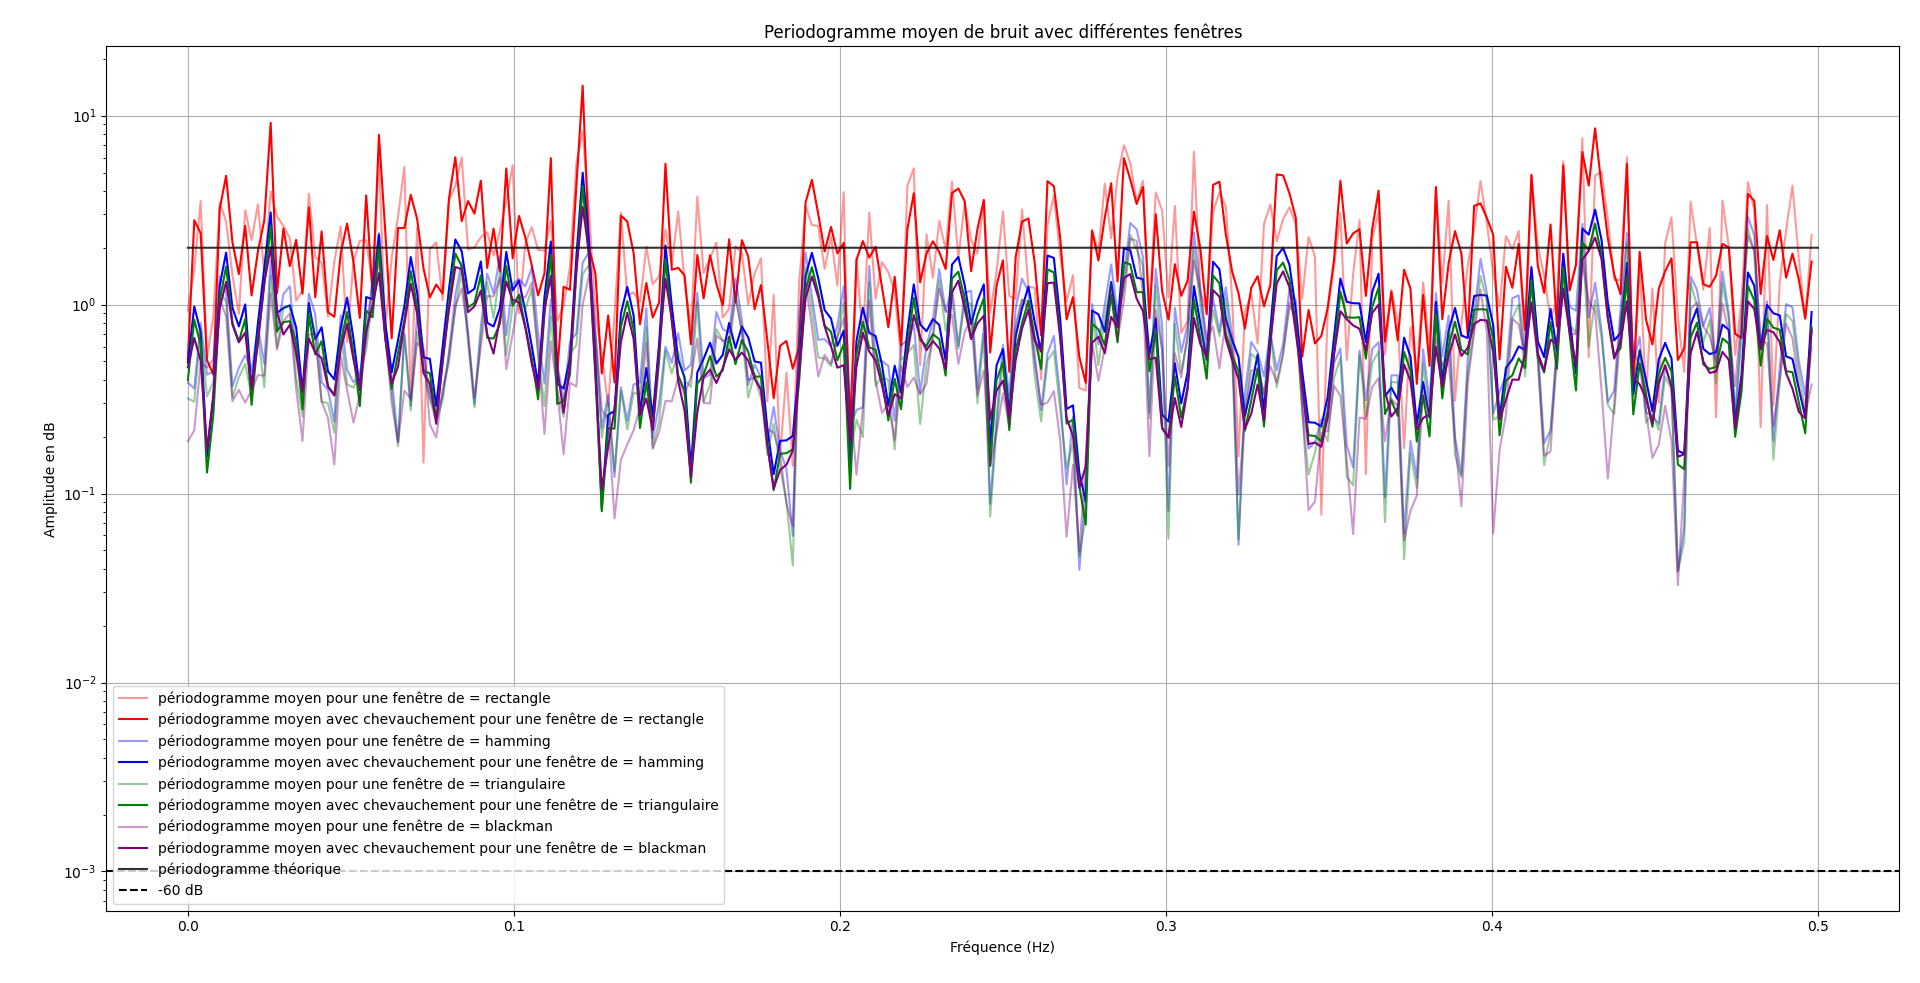 Periodogramme moyen de bruit avec différentes fenêtres
Amplitude en dB
10¹
10⁰
10⁻¹
10⁻²
10⁻³
périodogramme moyen pour une fenêtre de = rectangle
périodogramme moyen avec chevauchement pour une fenêtre de = rectangle
périodogramme moyen pour une fenêtre de = hamming
périodogramme moyen avec chevauchement pour une fenêtre de = hamming
périodogramme moyen pour une fenêtre de = triangulaire
périodogramme moyen avec chevauchement pour une fenêtre de = triangulaire
périodogramme moyen pour une fenêtre de = blackman
périodogramme moyen avec chevauchement pour une fenêtre de = blackman
périodogramme théorique
-60 dB
0.0 0.1 0.2 0.3 0.4 0.5
Fréquence (Hz)